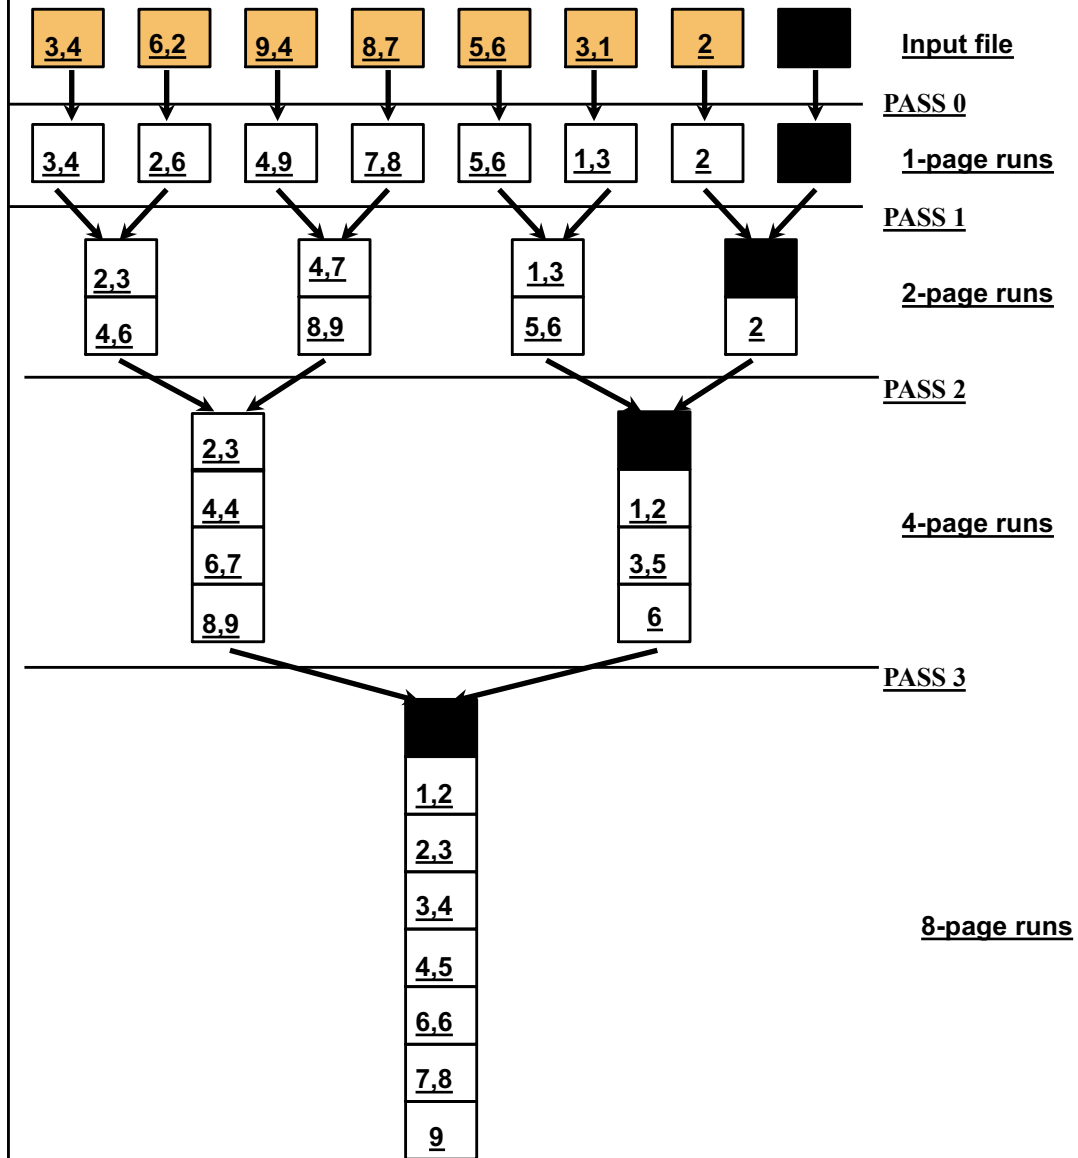 3,4 6,2 9,4 8,7 5,6 3,1 2 Input file
PASS 0
3,4 2,6 4,9 7,8 5,6 1,3 2 1-page runs
PASS 1
2,3 4,7 1,3
2-page runs
4,6 8,9 5,6 2
PASS 2
2,3
4,4 1,2 4-page runs
6,7 3,5
8,9 6
PASS 3
1,2
2,3
3,4
8-page runs
4,5
6,6
7,8
9